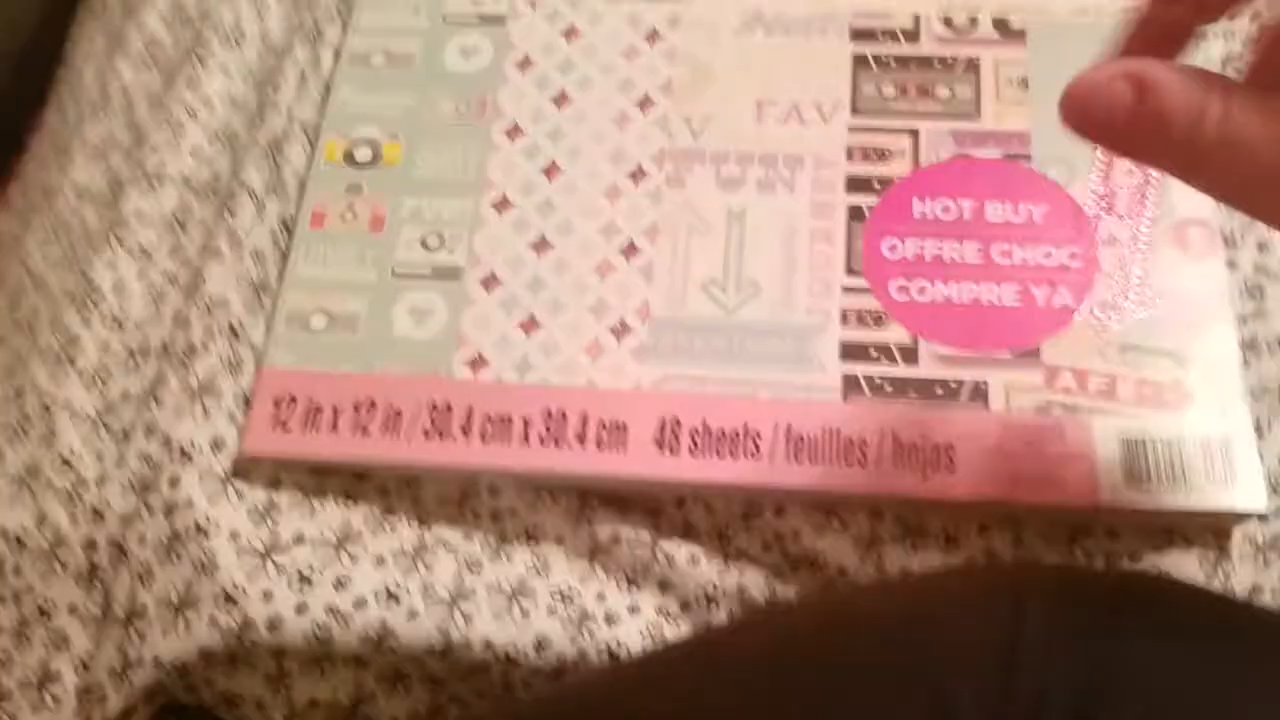 FAV
FUN
HOT BUY
OFFRE CHOC
COMPRE YA
12 in x 12 in / 30.4 cm x 30.4 cm 48 sheets / feuilles / hojas